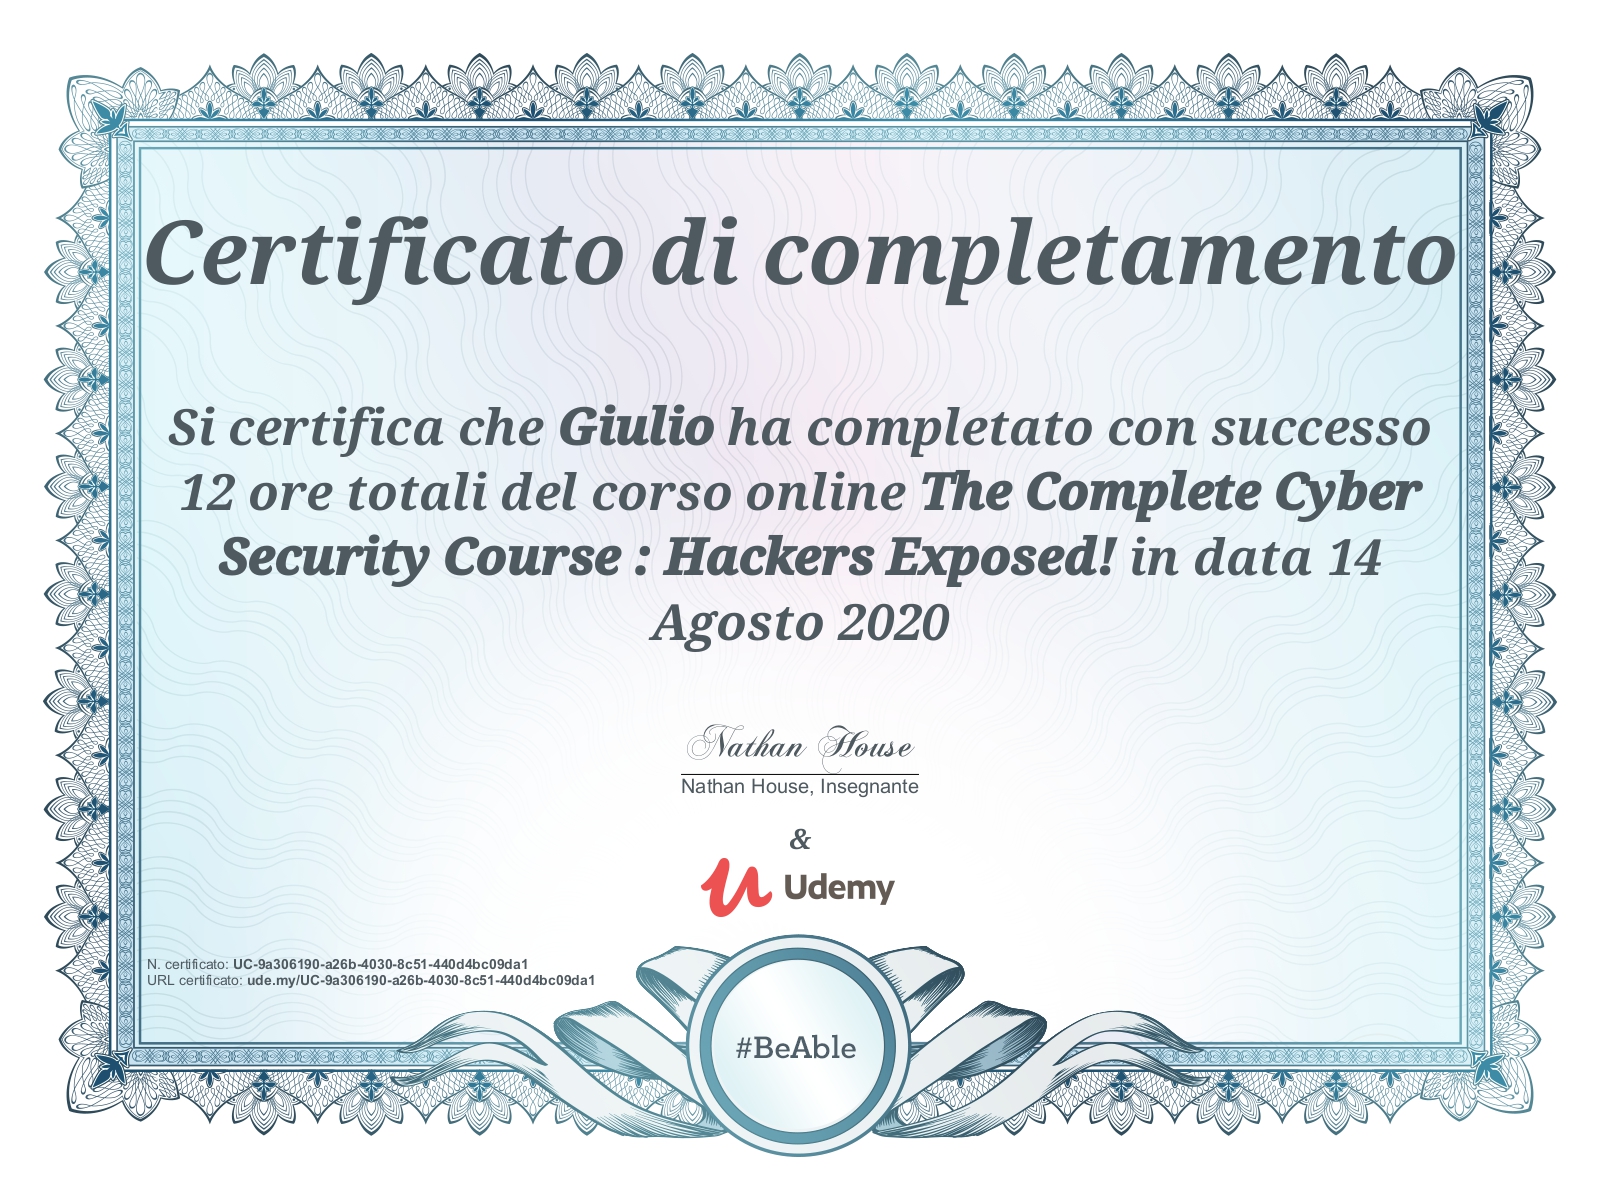 Certificato di completamento
Si certifica che Giulio ha completato con successo
12 ore totali del corso online The Complete Cyber
Security Course : Hackers Exposed! in data 14
Agosto 2020
Nathan House
Nathan House, Insegnante
&
Udemy
N. certificato: UC-9a306190-a26b-4030-8c51-440d4bc09da1
URL certificato: ude.my/UC-9a306190-a26b-4030-8c51-440d4bc09da1
#BeAble